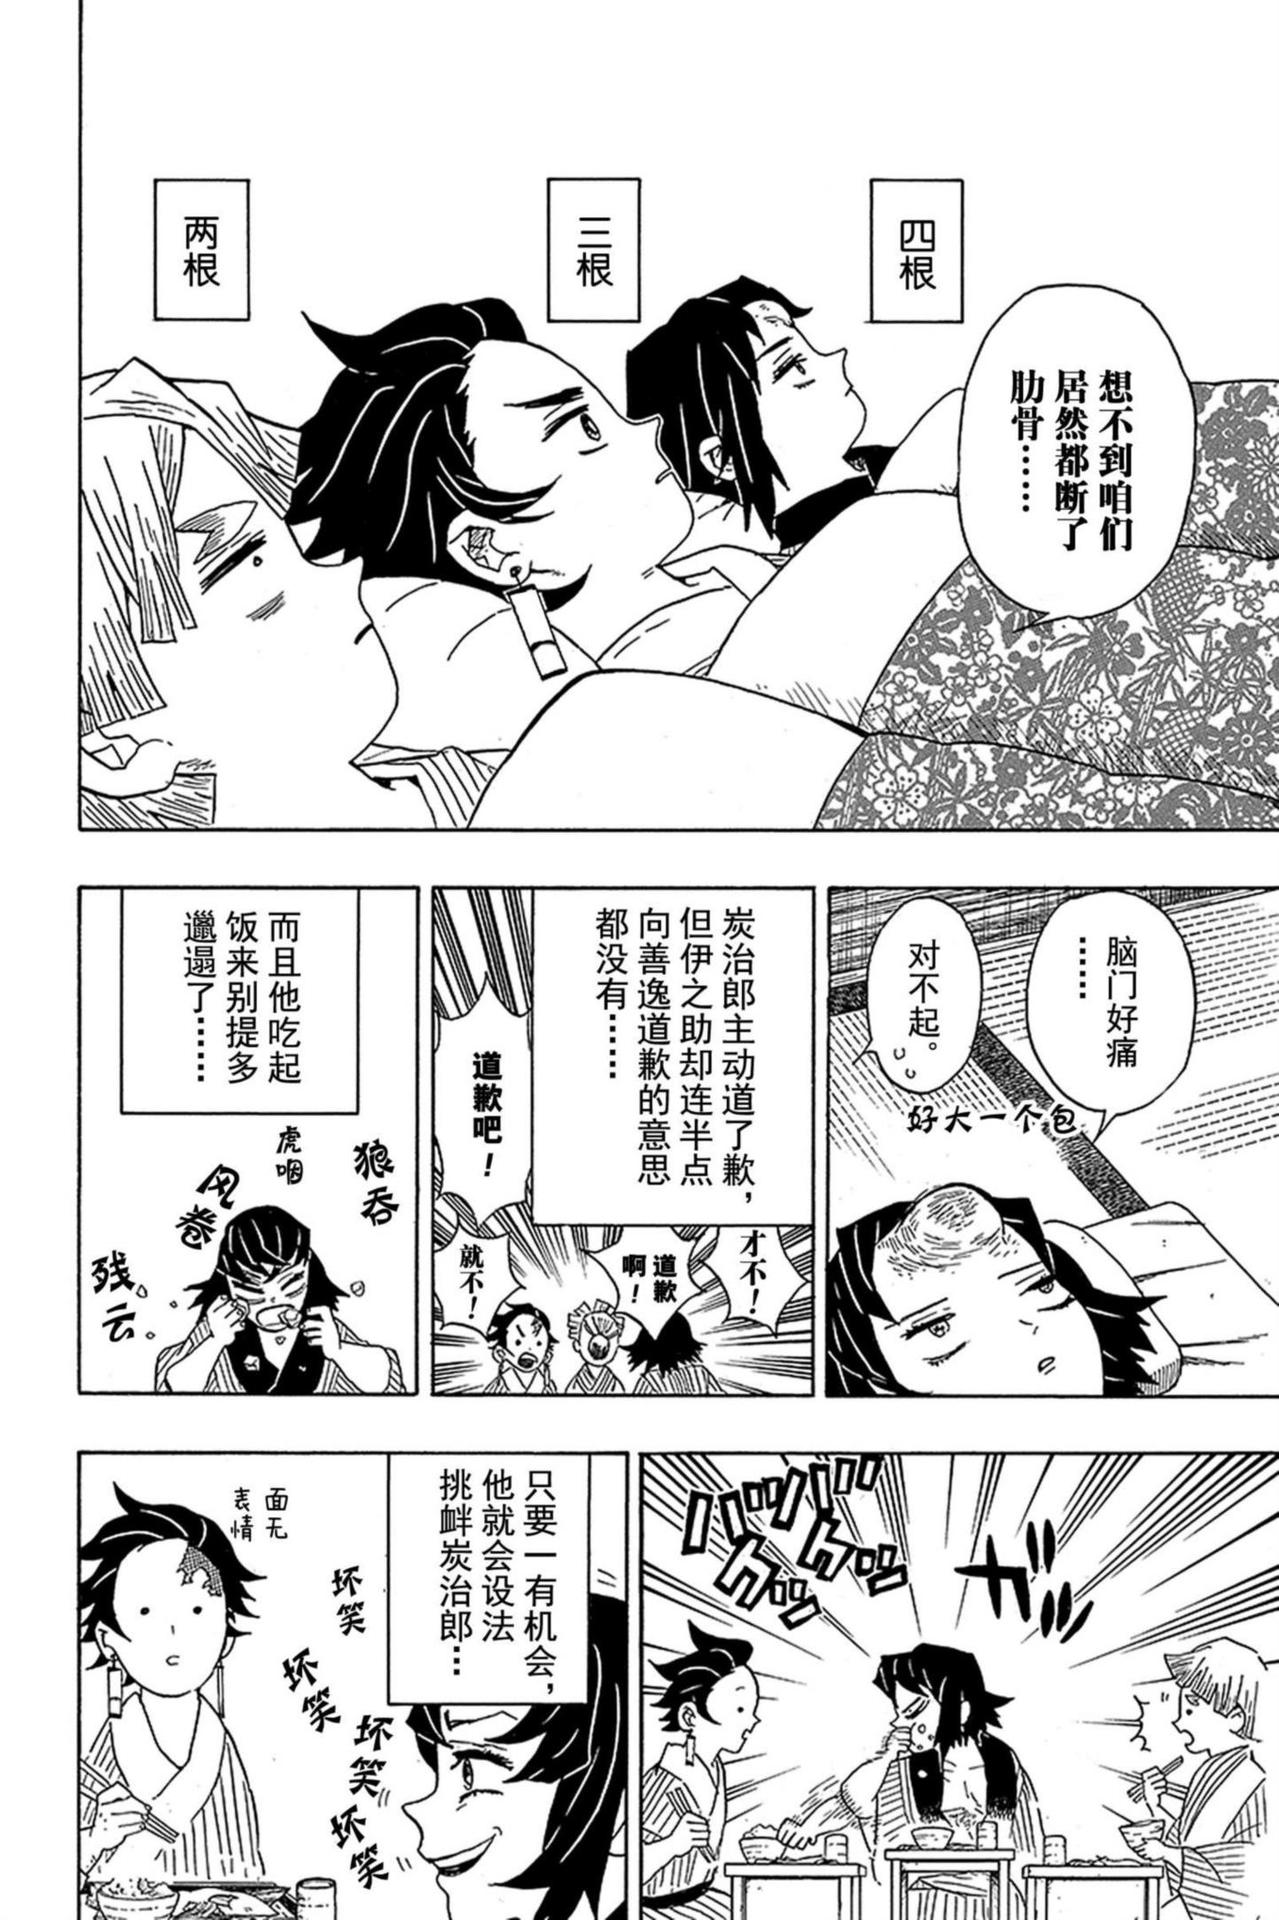 四根
三根
两根
想不到咱们
居然都断了
肋骨……
脑门好痛
……
对不起。
好大一个包
炭治郎主动道了歉，
但伊之助却连半点
向善逸道歉的意思
都没有……
道歉吧！
才不！
道歉
啊！
就不！
而且他吃起
饭来别提多
邋遢了……
狼吞
虎咽
风卷
残云
只要一有机会，
他就会设法
挑衅炭治郎…
面无
表情
坏笑
坏笑
坏笑
坏笑